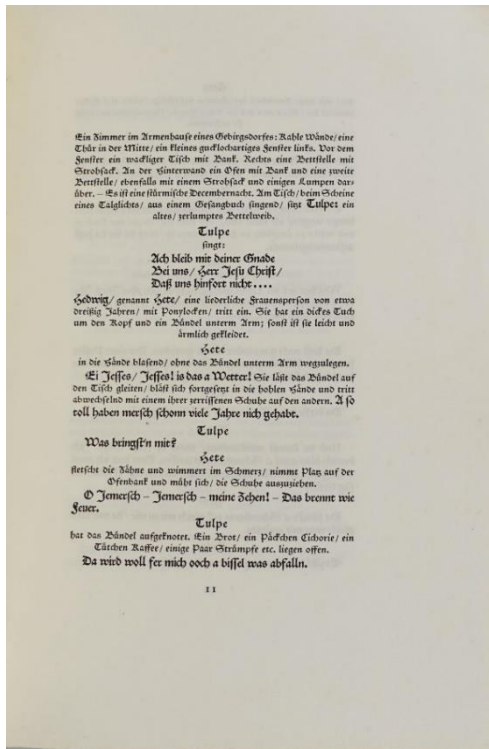 Ein Zimmer im Armenhause eines Gebirgsdorfes: Kahle Wände/ eine
Thür in der Mitte/ ein kleines gucklochartiges Fenster links. Vor dem
Fenster ein wackliger Tisch mit Bank. Rechts eine Bettstelle mit
Strohsack. An der Hinterwand ein Ofen mit Bank und eine zweite
Bettstelle/ ebenfalls mit einem Strohsack und einigen Lumpen dar-
über. – Es ist eine stürmische Decembernacht. Am Tisch/ beim Scheine
eines Talglichts/ aus einem Gesangbuch singend/ sitzt Tulpe: ein
altes/ zerlumptes Bettelweib.
Tulpe
singt:
Ach bleib mit deiner Gnade
Bei uns/ Herr Jesu Christ/
Daß uns hinfort nicht....
Hedwig/ genannt Hete/ eine liederliche Frauensperson von etwa
dreißig Jahren/ mit Ponylocken/ tritt ein. Sie hat ein dickes Tuch
um den Kopf und ein Bündel unterm Arm; sonst ist sie leicht und
ärmlich gekleidet.
Hete
in die Hände blasend/ ohne das Bündel unterm Arm wegzulegen.
Ei Jesses/ Jesses! is das a Wetter! Sie läßt das Bündel auf
den Tisch gleiten/ bläst sich fortgesetzt in die hohlen Hände und tritt
abwechselnd mit einem ihrer zerrissenen Schuhe auf den andern. A so
toll haben mersch schonn viele Jahre nich gehabt.
Tulpe
Was bringst'n mit?
Hete
fletscht die Zähne und wimmert im Schmerz/ nimmt Platz auf der
Ofenbank und müht sich/ die Schuhe auszuziehen.
O Jemersch – Jemersch – meine Zehen! – Das brennt wie
Feuer.
Tulpe
hat das Bündel aufgeknotet. Ein Brot/ ein Päckchen Cichorie/ ein
Tütchen Kaffee/ einige Paar Strümpfe etc. liegen offen.
Da wird woll fer mich ooch a bissel was abfalln.
11